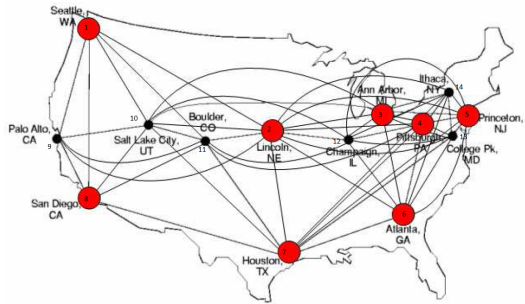 Seattle,
WA
1
Ithaca,
NY
14
Ann Arbor,
MI
3
5
Princeton,
NJ
4
Pittsburgh,
PA
10
Boulder,
CO
2
Palo Alto,
CA
9
Salt Lake City,
UT
11
Lincoln,
NE
12
Champaign,
IL
College Pk,
MD
San Diego,
CA
6
Atlanta,
GA
7
Houston,
TX